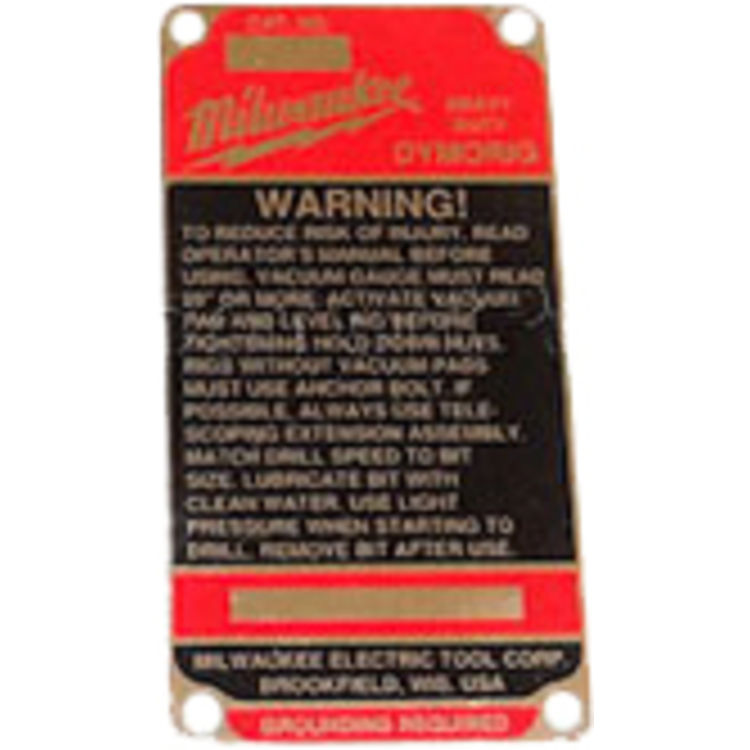 CAT. NO.
Milwaukee
HEAVY
DUTY
DYMORIG
WARNING!
TO REDUCE RISK OF INJURY, READ
OPERATOR'S MANUAL BEFORE
USING. VACUUM GAUGE MUST READ
20" OR MORE. ACTIVATE VACUUM
PAD AND LEVEL RIG BEFORE
TIGHTENING HOLD DOWN NUTS.
RIGS WITHOUT VACUUM PADS
MUST USE ANCHOR BOLT. IF
POSSIBLE, ALWAYS USE TELE-
SCOPING EXTENSION ASSEMBLY.
MATCH DRILL SPEED TO BIT
SIZE. LUBRICATE BIT WITH
CLEAN WATER. USE LIGHT
PRESSURE WHEN STARTING TO
DRILL. REMOVE BIT AFTER USE.
MILWAUKEE ELECTRIC TOOL CORP.
BROOKFIELD, WIS. USA
GROUNDING REQUIRED